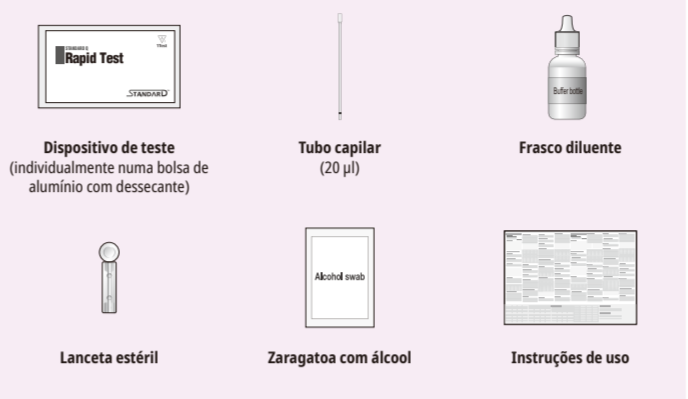 STANDARD Q
Rapid Test
STANDARD
Buffer bottle
Dispositivo de teste
(individualmente numa bolsa de
alumínio com dessecante)
Tubo capilar
(20 µl)
Frasco diluente
Alcohol swab
Lanceta estéril
Zaragatoa com álcool
Instruções de uso